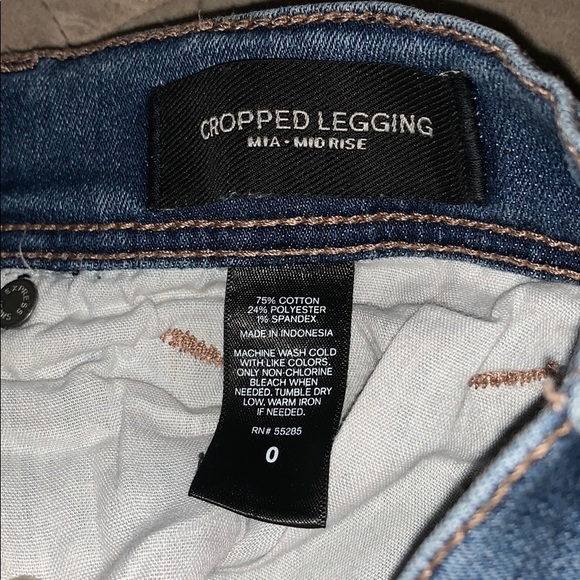 CROPPED LEGGING
MIA • MID RISE
75% COTTON
24% POLYESTER
1% SPANDEX
MADE IN INDONESIA
MACHINE WASH COLD
WITH LIKE COLORS.
ONLY NON-CHLORINE
BLEACH WHEN
NEEDED. TUMBLE DRY
LOW. WARM IRON
IF NEEDED.
RN# 55285
0